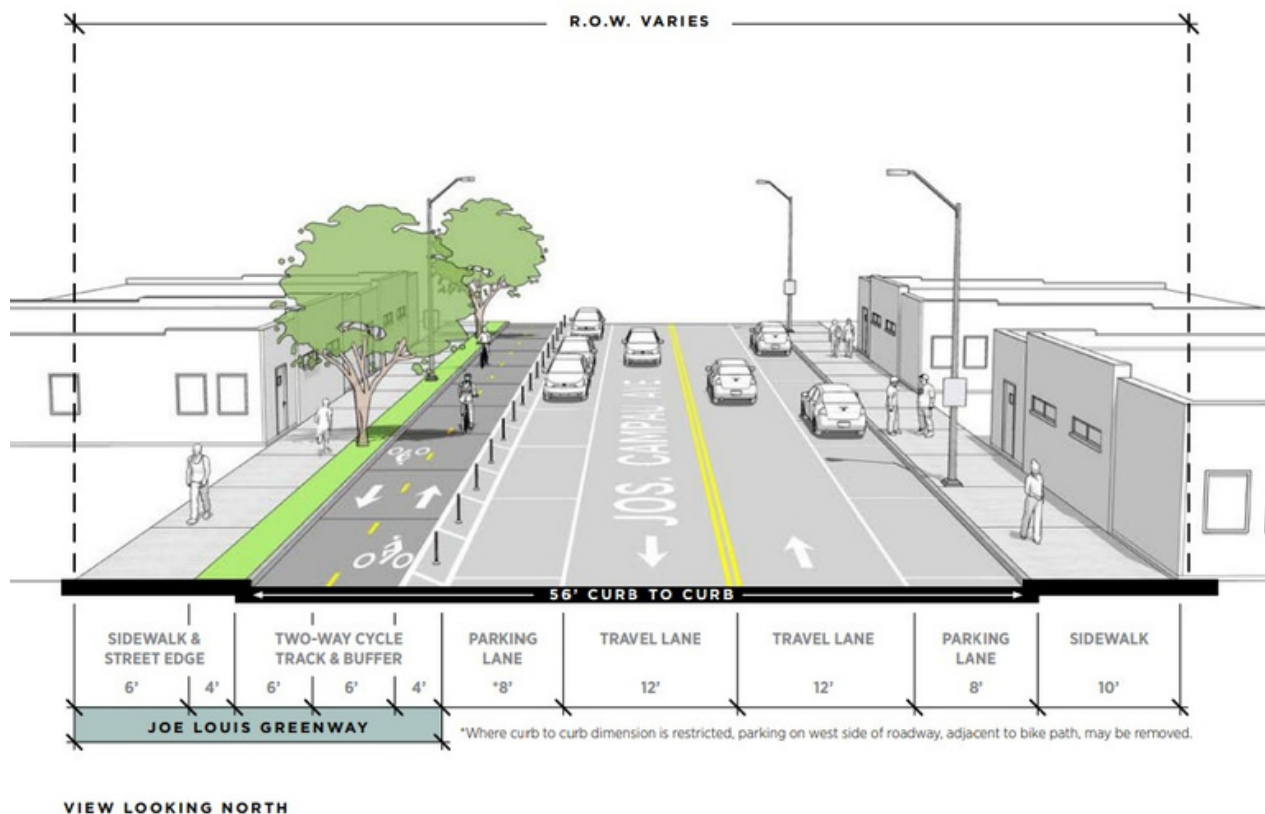 R.O.W. VARIES
JOS. CAMPAU AVE
56' CURB TO CURB
SIDEWALK &
STREET EDGE
6' 4'
TWO-WAY CYCLE
TRACK & BUFFER
6' 6' 4'
PARKING
LANE
*8'
TRAVEL LANE
12'
TRAVEL LANE
12'
PARKING
LANE
8'
SIDEWALK
10'
JOE LOUIS GREENWAY
*Where curb to curb dimension is restricted, parking on west side of roadway, adjacent to bike path, may be removed.
VIEW LOOKING NORTH